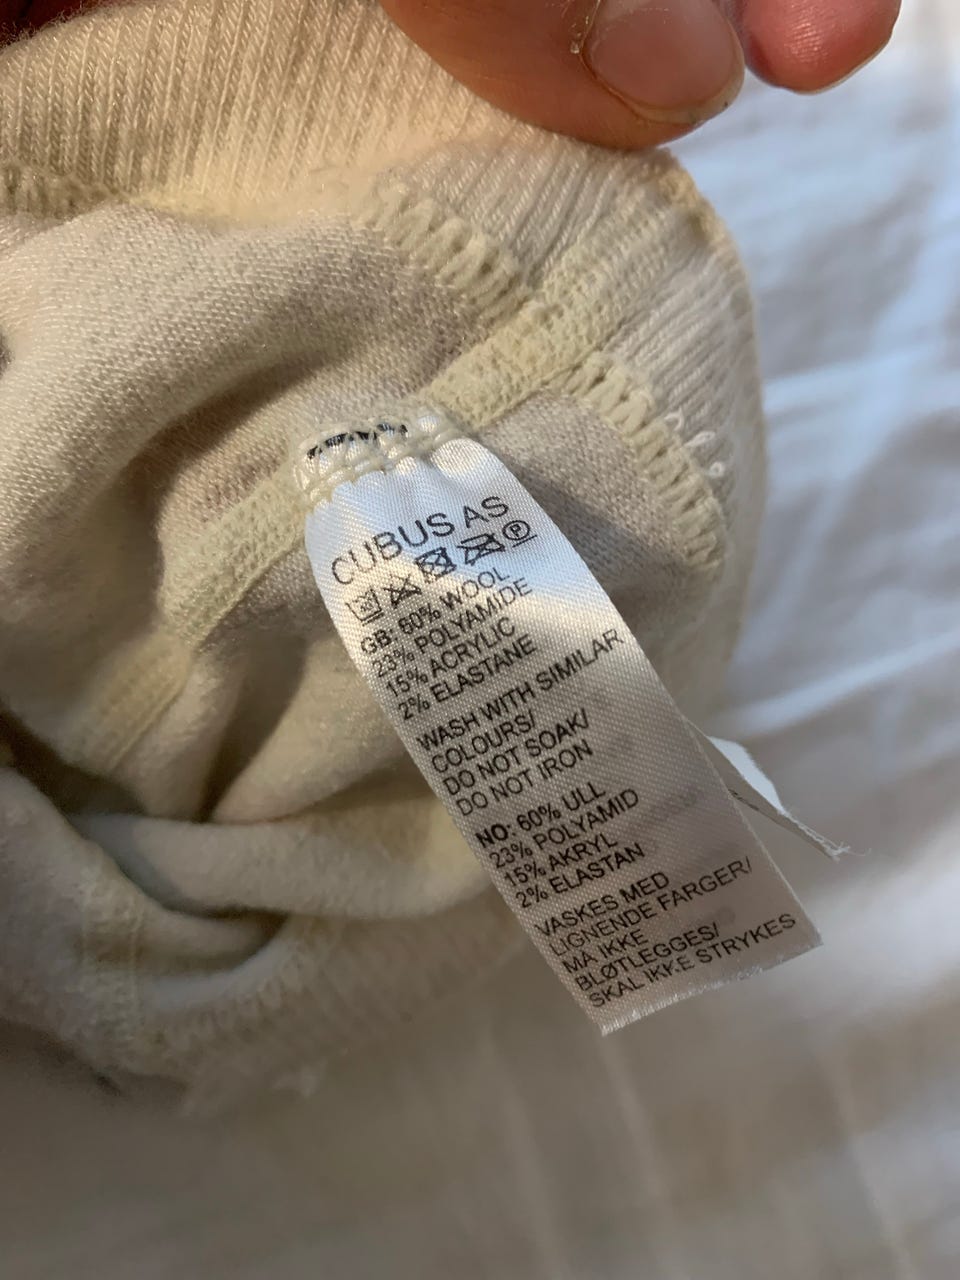 CUBUS AS
P
GB: 60% WOOL
23% POLYAMIDE
15% ACRYLIC
2% ELASTANE
WASH WITH SIMILAR
COLOURS/
DO NOT SOAK/
DO NOT IRON
NO: 60% ULL
23% POLYAMID
15% AKRYL
2% ELASTAN
VASKES MED
LIGNENDE FARGER/
MÅ IKKE
BLØTLEGGES/
SKAL IKKE STRYKES